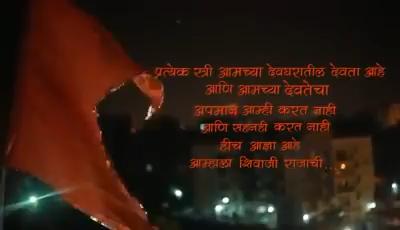 प्रत्येक स्त्री आमच्या देवघरातील देवता आहे
आणि आमच्या देवतेचा
अपमान आम्ही करत नाही
आणि सहनही करत नाही
हीच आज्ञा आहे
आम्हाला शिवाजी राजाची...